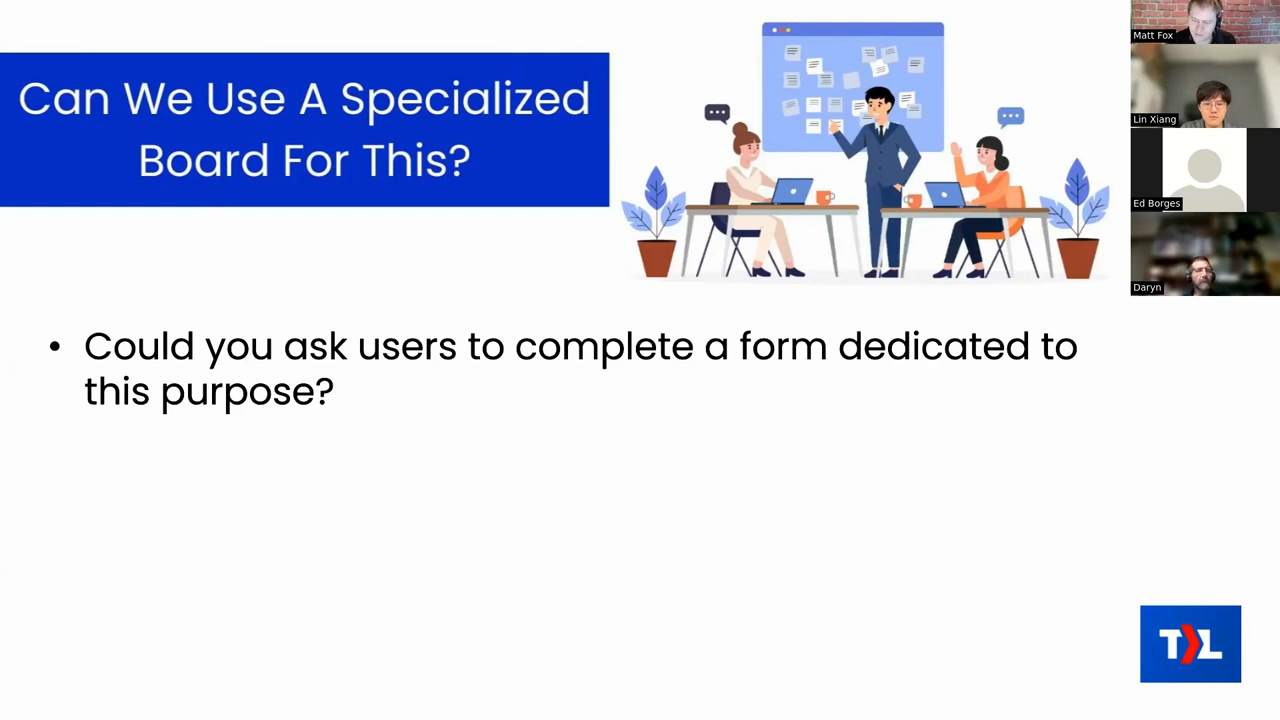 Can We Use A Specialized
Board For This?
• Could you ask users to complete a form dedicated to
this purpose?
Matt Fox
Lin Xiang
Ed Borges
Daryn
TL